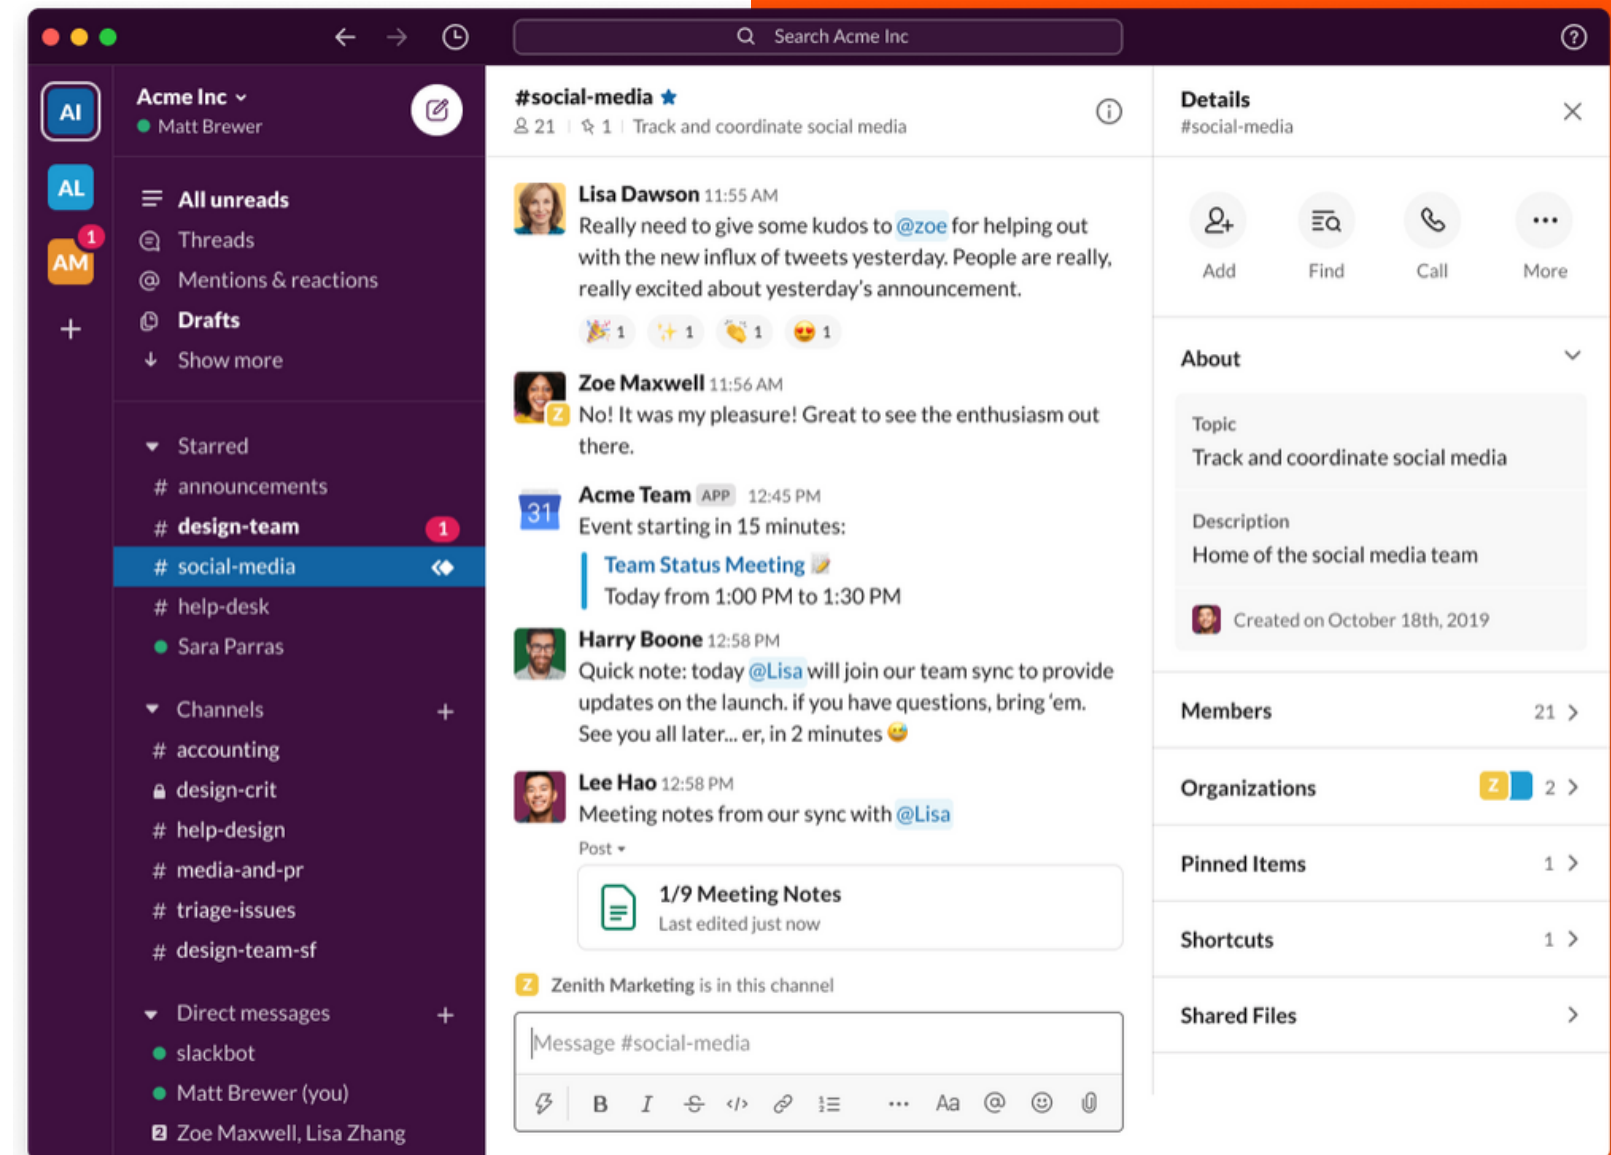 Search Acme Inc
AI
AL
1
AM
Acme Inc
Matt Brewer
All unreads
Threads
Mentions & reactions
Drafts
Show more
Starred
# announcements
# design-team 1
# social-media
# help-desk
Sara Parras
Channels +
# accounting
design-crit
# help-design
# media-and-pr
# triage-issues
# design-team-sf
Direct messages +
slackbot
Matt Brewer (you)
2 Zoe Maxwell, Lisa Zhang
#social-media
21 | 1 | Track and coordinate social media
Lisa Dawson 11:55 AM
Really need to give some kudos to @zoe for helping out
with the new influx of tweets yesterday. People are really,
really excited about yesterday's announcement.
🎉 1 ✨ 1 👏 1 😍 1
Zoe Maxwell 11:56 AM
Z
No! It was my pleasure! Great to see the enthusiasm out
there.
31
Acme Team APP 12:45 PM
Event starting in 15 minutes:
Team Status Meeting 📝
Today from 1:00 PM to 1:30 PM
Harry Boone 12:58 PM
Quick note: today @Lisa will join our team sync to provide
updates on the launch. if you have questions, bring 'em.
See you all later... er, in 2 minutes 😅
Lee Hao 12:58 PM
Meeting notes from our sync with @Lisa
Post
1/9 Meeting Notes
Last edited just now
Z Zenith Marketing is in this channel
Message #social-media
B I S </> ... Aa @
Details
#social-media
Add Find Call More
About
Topic
Track and coordinate social media
Description
Home of the social media team
Created on October 18th, 2019
Members 21 >
Organizations Z 2 >
Pinned Items 1 >
Shortcuts 1 >
Shared Files >